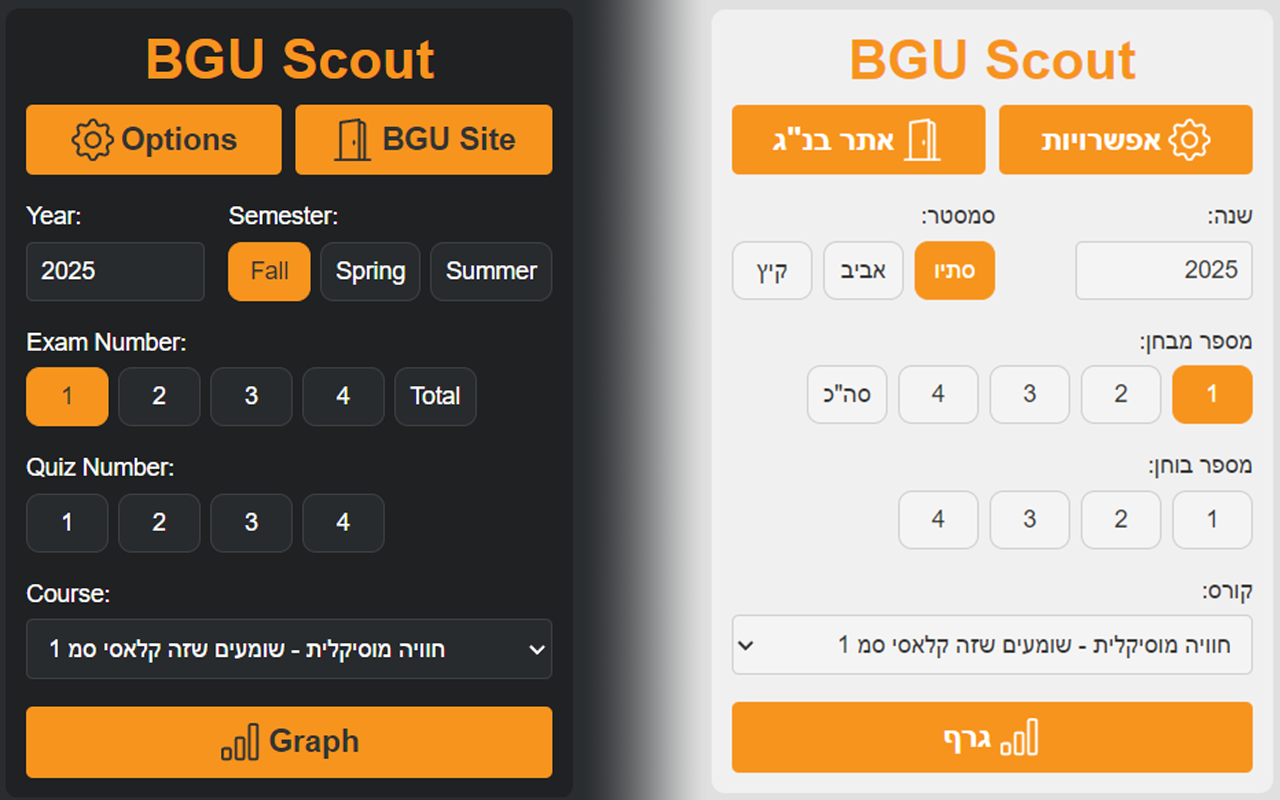 BGU Scout
Options BGU Site
Year: Semester:
2025 Fall Spring Summer
Exam Number:
1 2 3 4 Total
Quiz Number:
1 2 3 4
Course:
חוויה מוסיקלית - שומעים שזה קלאסי סמ 1
Graph
BGU Scout
אפשרויות אתר בנ"ג
שנה: סמסטר:
2025 סתיו אביב קיץ
מספר מבחן:
1 2 3 4 סה"כ
מספר בוחן:
1 2 3 4
קורס:
חוויה מוסיקלית - שומעים שזה קלאסי סמ 1
גרף